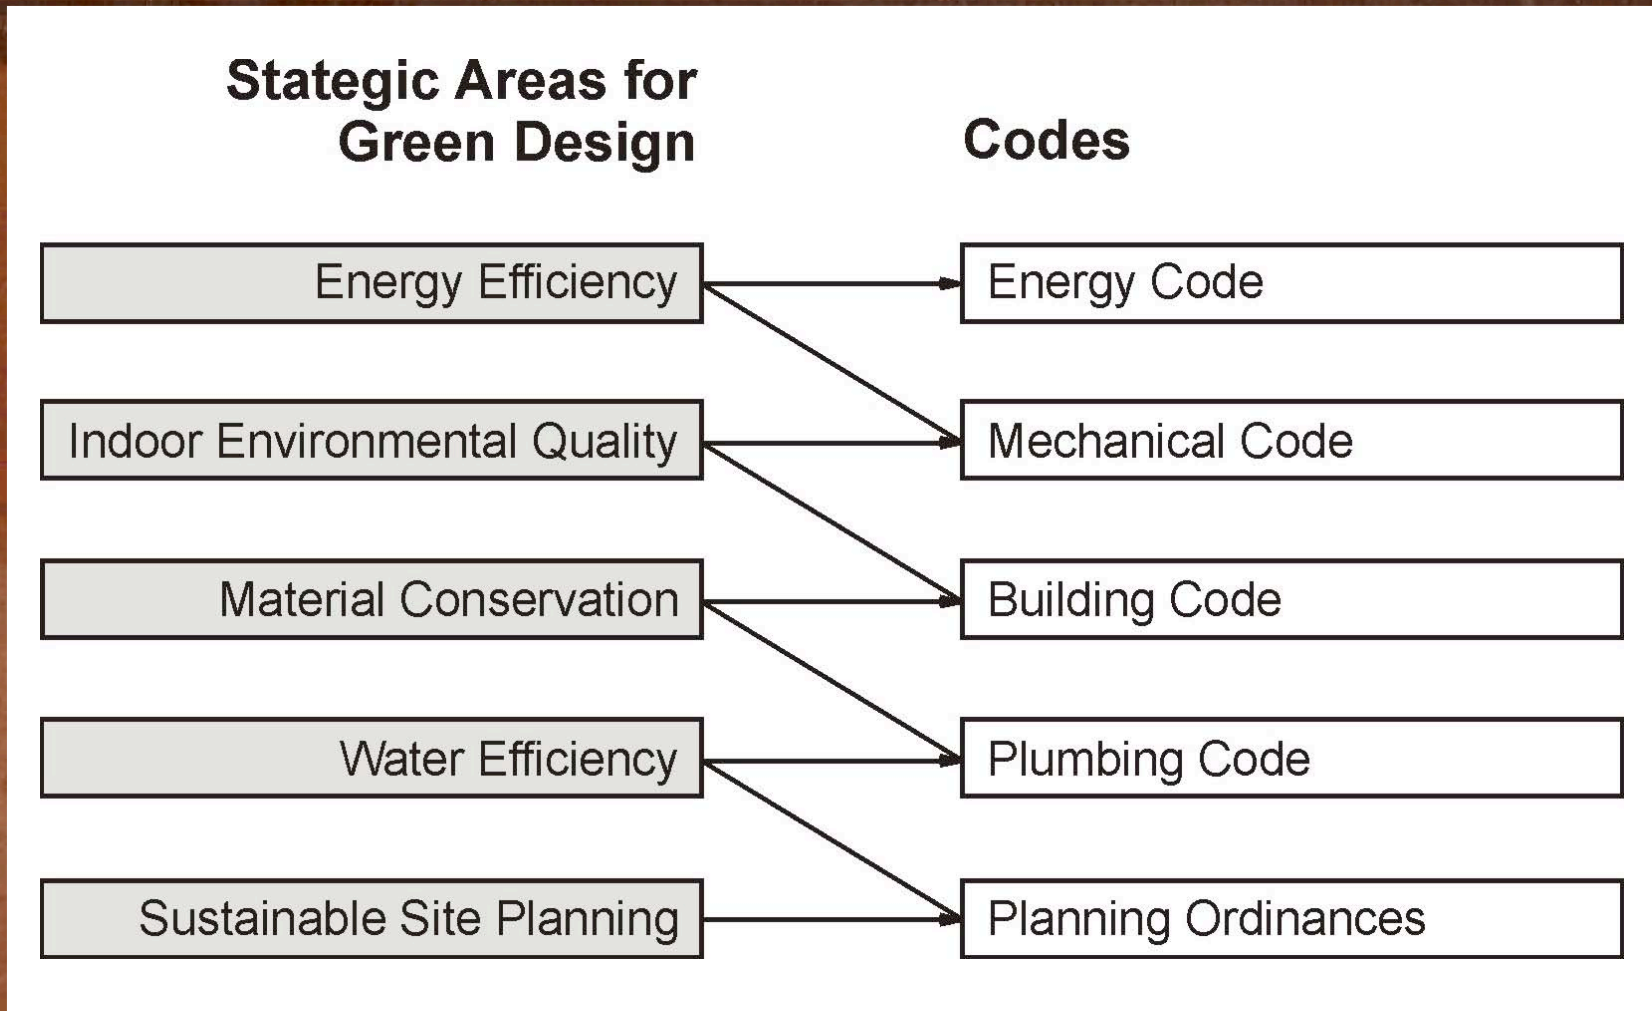 Stategic Areas for
Green Design
Codes
Energy Efficiency
Energy Code
Indoor Environmental Quality
Mechanical Code
Material Conservation
Building Code
Water Efficiency
Plumbing Code
Sustainable Site Planning
Planning Ordinances